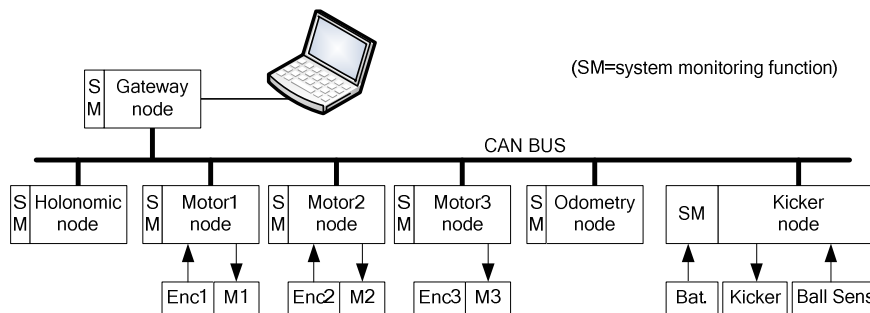 (SM=system monitoring function)
S
M
Gateway
node
CAN BUS
S
M
Holonomic
node
S
M
Motor1
node
S
M
Motor2
node
S
M
Motor3
node
S
M
Odometry
node
SM
Kicker
node
Enc1
M1
Enc2
M2
Enc3
M3
Bat.
Kicker
Ball Sens